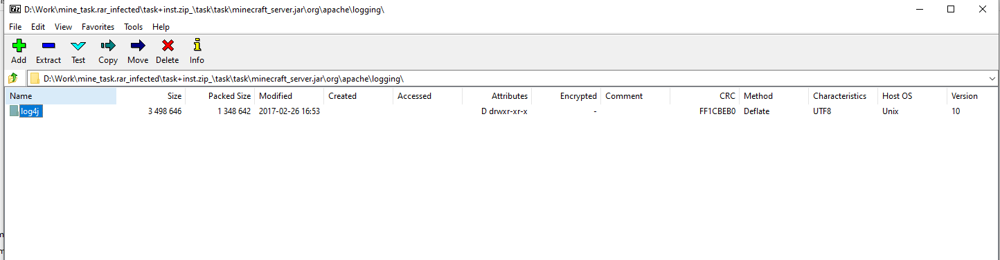 D:\Work\mine_task.rar_infected\task+inst.zip_\task\task\minecraft_server.jar\org\apache\logging\
File Edit View Favorites Tools Help
Add Extract Test Copy Move Delete Info
D:\Work\mine_task.rar_infected\task+inst.zip_\task\task\minecraft_server.jar\org\apache\logging\
Name Size Packed Size Modified Created Accessed Attributes Encrypted Comment CRC Method Characteristics Host OS Version
log4j 3 498 646 1 348 642 2017-02-26 16:53 D drwxr-xr-x - FF1CBEB0 Deflate UTF8 Unix 10